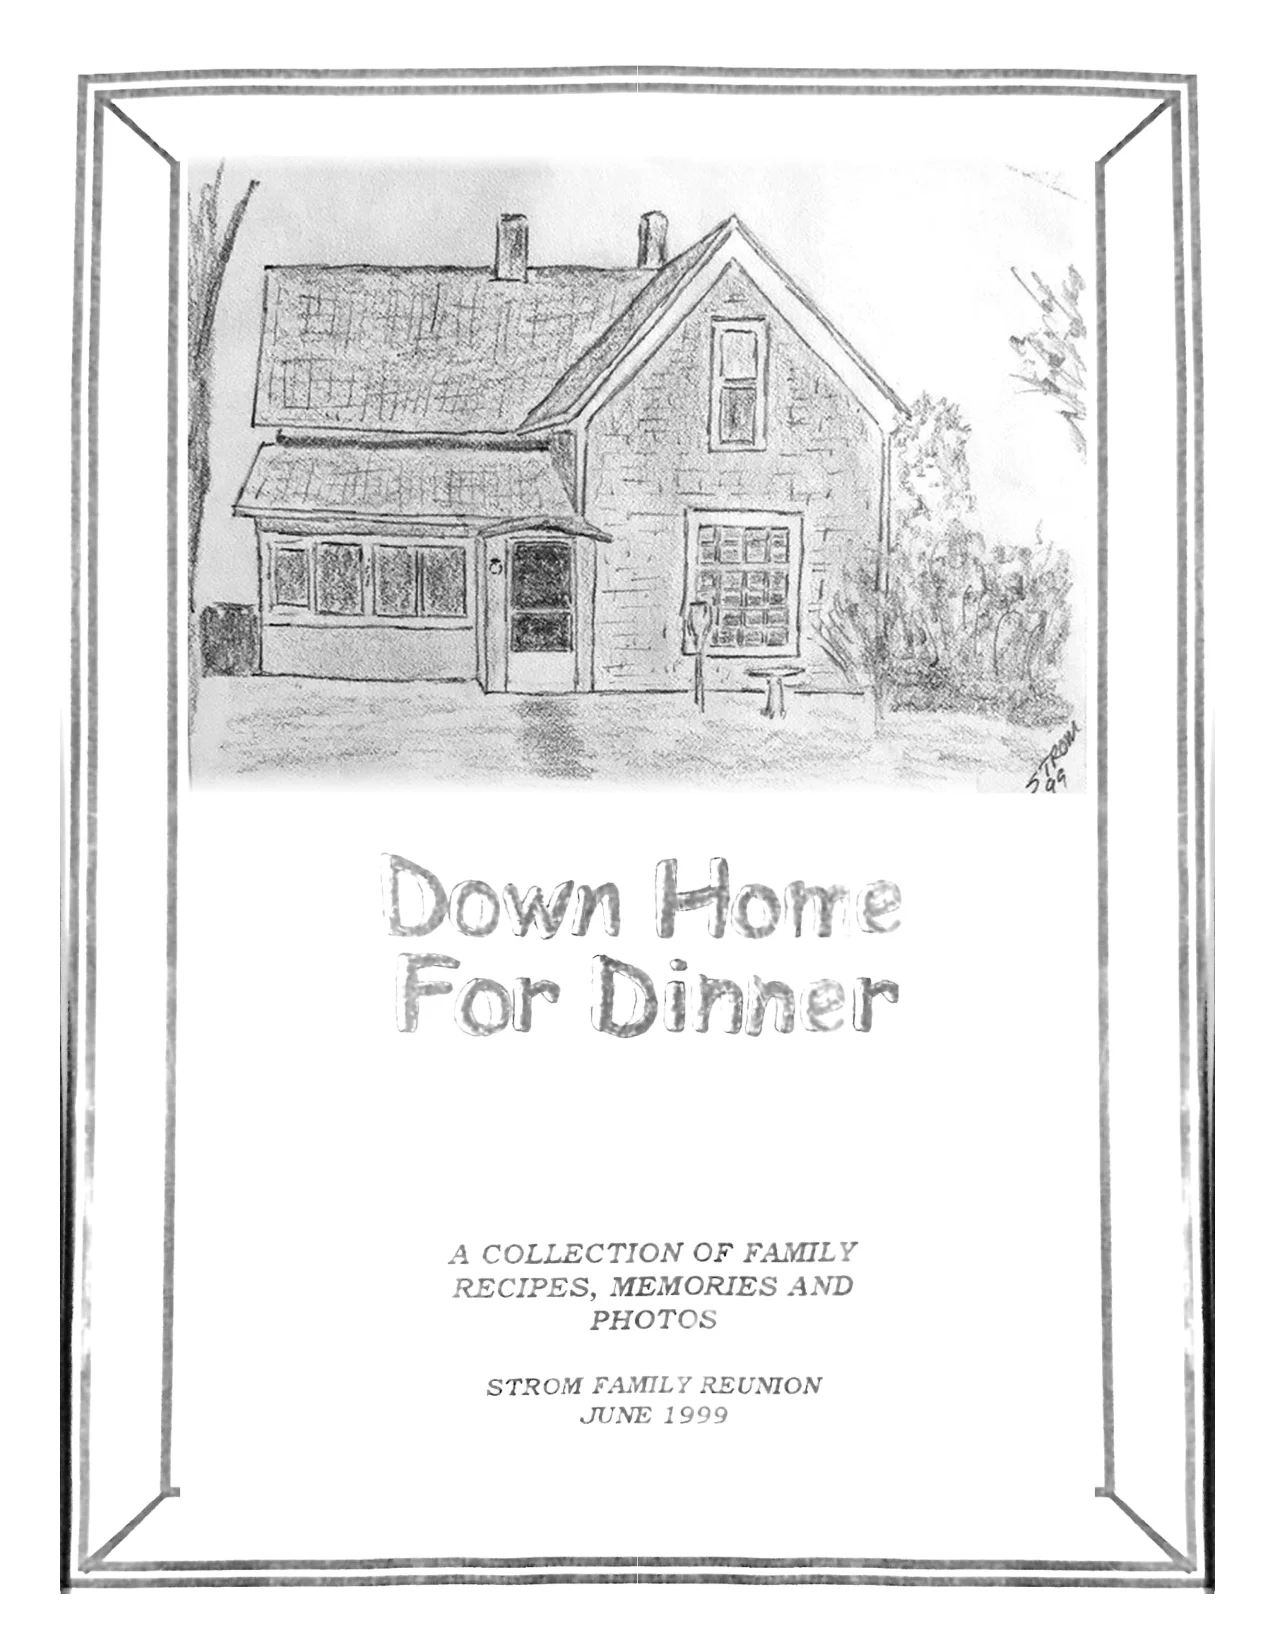 STROM
99
Down Home
For Dinner
A COLLECTION OF FAMILY
RECIPES, MEMORIES AND
PHOTOS
STROM FAMILY REUNION
JUNE 1999